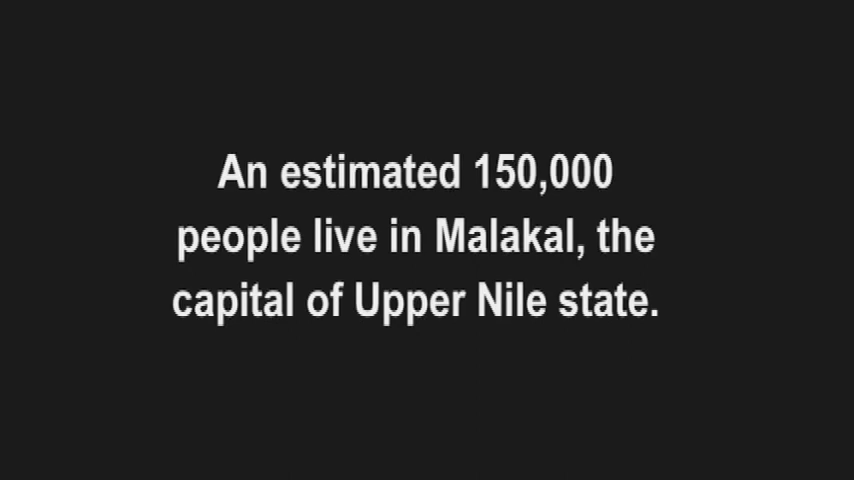 An estimated 150,000
people live in Malakal, the
capital of Upper Nile state.